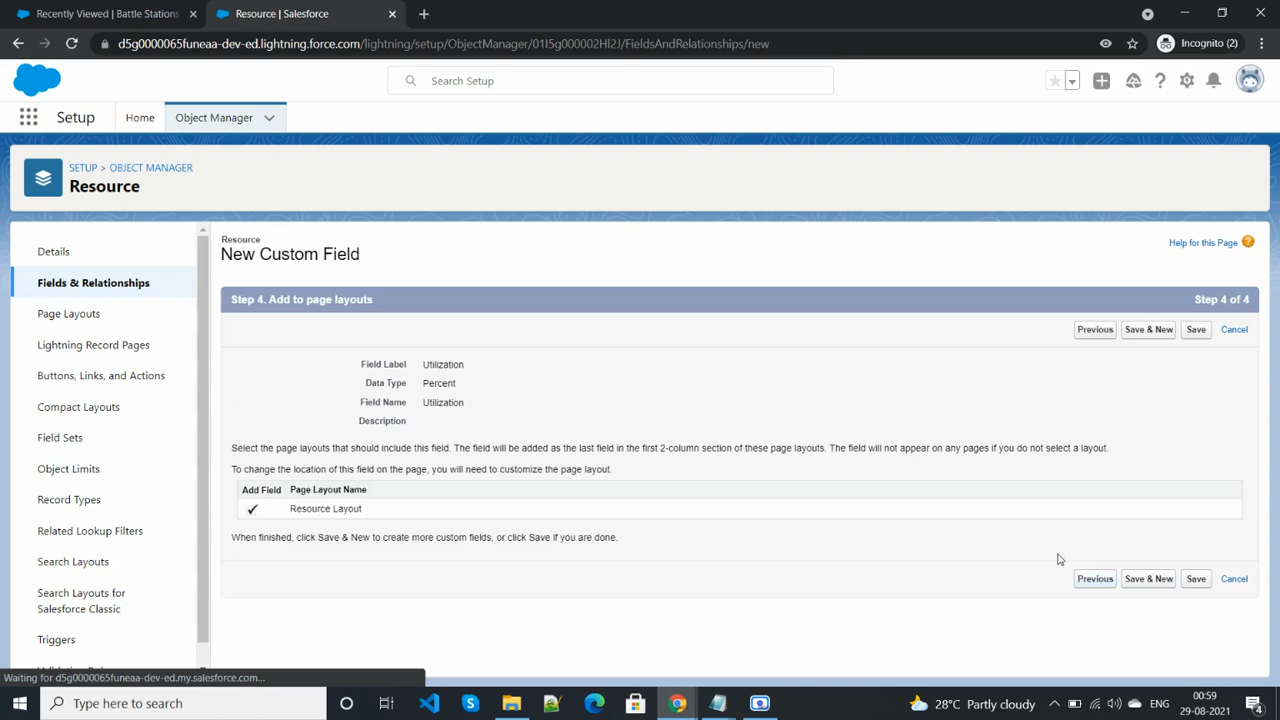 Recently Viewed | Battle Stations
Resource | Salesforce
d5g0000065funeaa-dev-ed.lightning.force.com/lightning/setup/ObjectManager/01I5g000002Hl2J/FieldsAndRelationships/new
Incognito (2)
Search Setup
Setup
Home
Object Manager
SETUP > OBJECT MANAGER
Resource
Details
Fields & Relationships
Page Layouts
Lightning Record Pages
Buttons, Links, and Actions
Compact Layouts
Field Sets
Object Limits
Record Types
Related Lookup Filters
Search Layouts
Search Layouts for
Salesforce Classic
Triggers
Resource
New Custom Field
Help for this Page
Step 4. Add to page layouts
Step 4 of 4
Previous
Save & New
Save
Cancel
Field Label Utilization
Data Type Percent
Field Name Utilization
Description
Select the page layouts that should include this field. The field will be added as the last field in the first 2-column section of these page layouts. The field will not appear on any pages if you do not select a layout.
To change the location of this field on the page, you will need to customize the page layout.
Add Field Page Layout Name
Resource Layout
When finished, click Save & New to create more custom fields, or click Save if you are done.
Previous
Save & New
Save
Cancel
Waiting for d5g0000065funeaa-dev-ed.my.salesforce.com...
Type here to search
28°C Partly cloudy
ENG
00:59
29-08-2021
4